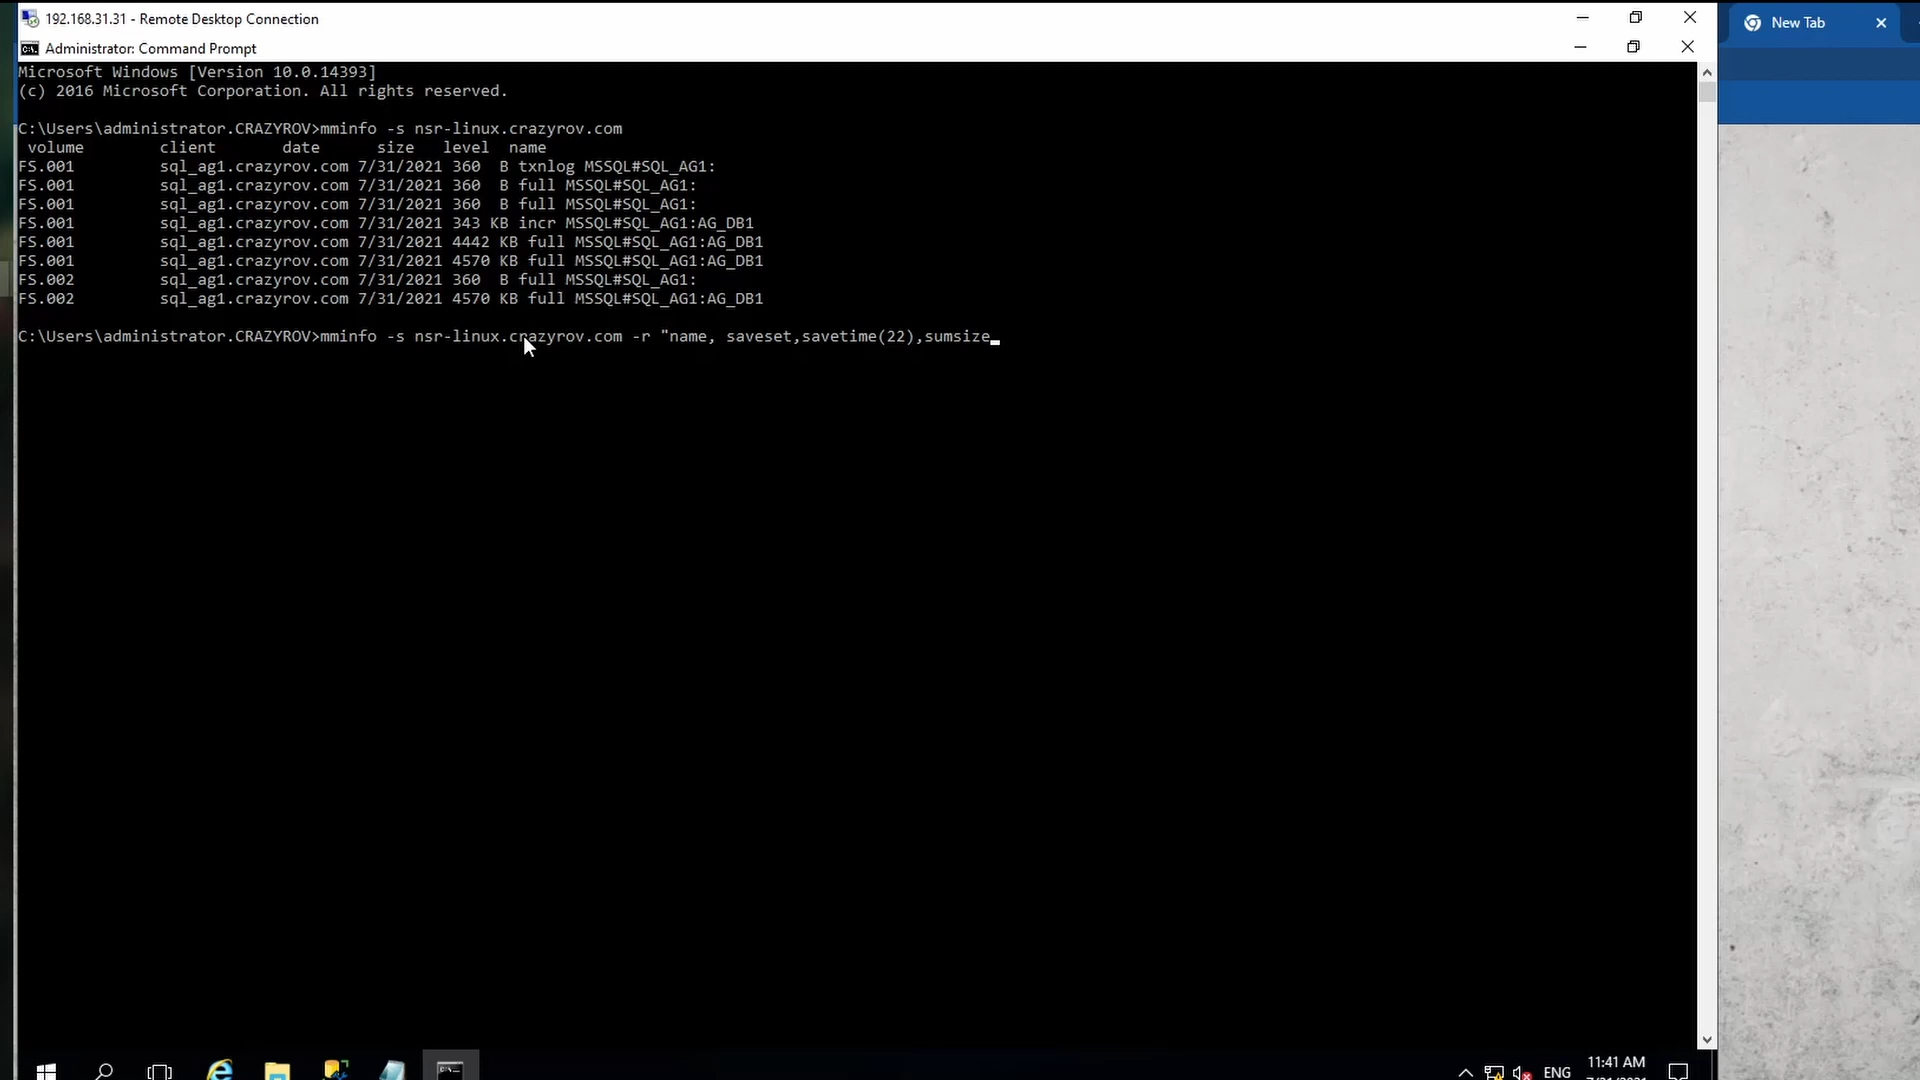 192.168.31.31 - Remote Desktop Connection
New Tab
Administrator: Command Prompt
Microsoft Windows [Version 10.0.14393]
(c) 2016 Microsoft Corporation. All rights reserved.
C:\Users\administrator.CRAZYROV>mminfo -s nsr-linux.crazyrov.com
volume client date size level name
FS.001 sql_ag1.crazyrov.com 7/31/2021 360 B txnlog MSSQL#SQL_AG1:
FS.001 sql_ag1.crazyrov.com 7/31/2021 360 B full MSSQL#SQL_AG1:
FS.001 sql_ag1.crazyrov.com 7/31/2021 360 B full MSSQL#SQL_AG1:
FS.001 sql_ag1.crazyrov.com 7/31/2021 343 KB incr MSSQL#SQL_AG1:AG_DB1
FS.001 sql_ag1.crazyrov.com 7/31/2021 4442 KB full MSSQL#SQL_AG1:AG_DB1
FS.001 sql_ag1.crazyrov.com 7/31/2021 4570 KB full MSSQL#SQL_AG1:AG_DB1
FS.002 sql_ag1.crazyrov.com 7/31/2021 360 B full MSSQL#SQL_AG1:
FS.002 sql_ag1.crazyrov.com 7/31/2021 4570 KB full MSSQL#SQL_AG1:AG_DB1
C:\Users\administrator.CRAZYROV>mminfo -s nsr-linux.crazyrov.com -r "name, saveset,savetime(22),sumsize
11:41 AM
ENG